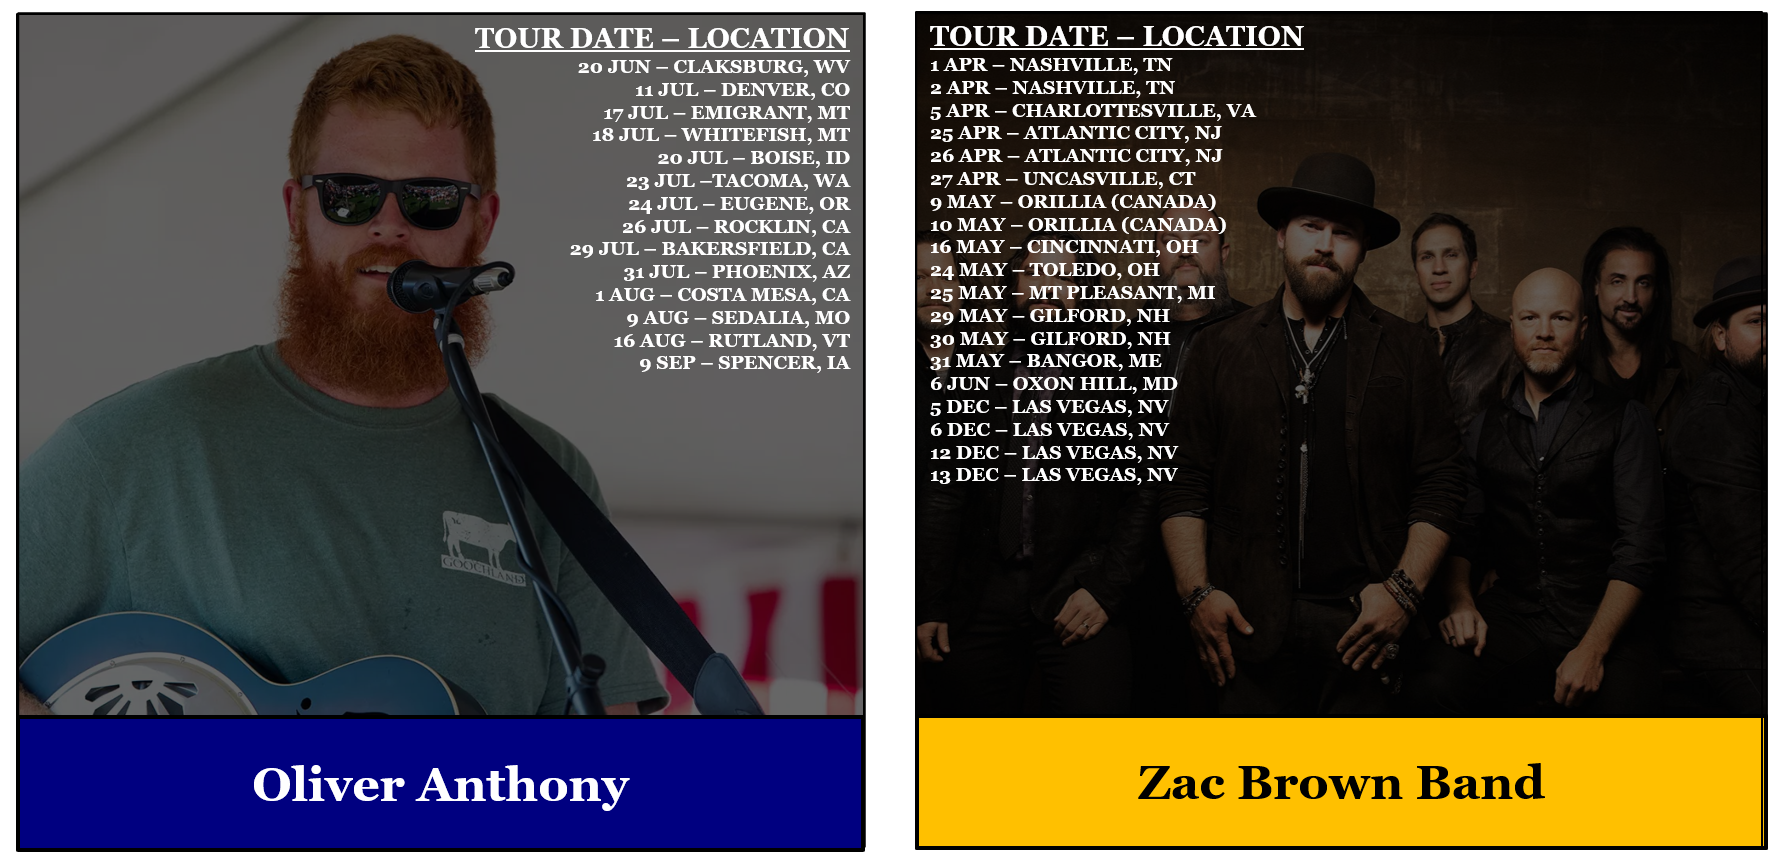 TOUR DATE – LOCATION
20 JUN – CLAKSBURG, WV
11 JUL – DENVER, CO
17 JUL – EMIGRANT, MT
18 JUL – WHITEFISH, MT
20 JUL – BOISE, ID
23 JUL –TACOMA, WA
24 JUL – EUGENE, OR
26 JUL – ROCKLIN, CA
29 JUL – BAKERSFIELD, CA
31 JUL – PHOENIX, AZ
1 AUG – COSTA MESA, CA
9 AUG – SEDALIA, MO
16 AUG – RUTLAND, VT
9 SEP – SPENCER, IA
GOOCHLAND
Oliver Anthony
TOUR DATE – LOCATION
1 APR – NASHVILLE, TN
2 APR – NASHVILLE, TN
5 APR – CHARLOTTESVILLE, VA
25 APR – ATLANTIC CITY, NJ
26 APR – ATLANTIC CITY, NJ
27 APR – UNCASVILLE, CT
9 MAY – ORILLIA (CANADA)
10 MAY – ORILLIA (CANADA)
16 MAY – CINCINNATI, OH
24 MAY – TOLEDO, OH
25 MAY – MT PLEASANT, MI
29 MAY – GILFORD, NH
30 MAY – GILFORD, NH
31 MAY – BANGOR, ME
6 JUN – OXON HILL, MD
5 DEC – LAS VEGAS, NV
6 DEC – LAS VEGAS, NV
12 DEC – LAS VEGAS, NV
13 DEC – LAS VEGAS, NV
Zac Brown Band